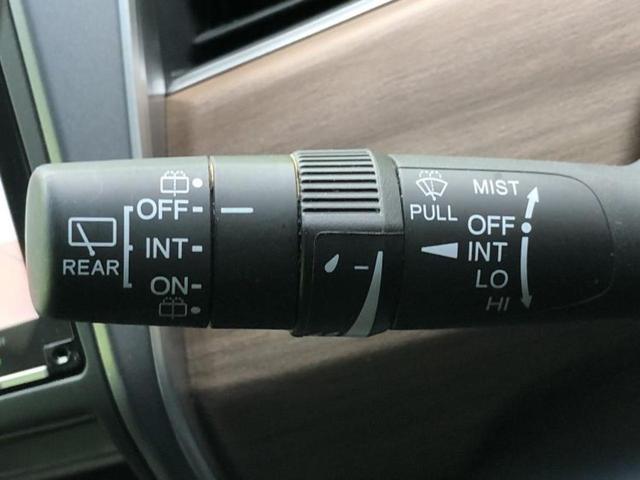 REAR
OFF
INT
ON
PULL
MIST
OFF
INT
LO
HI